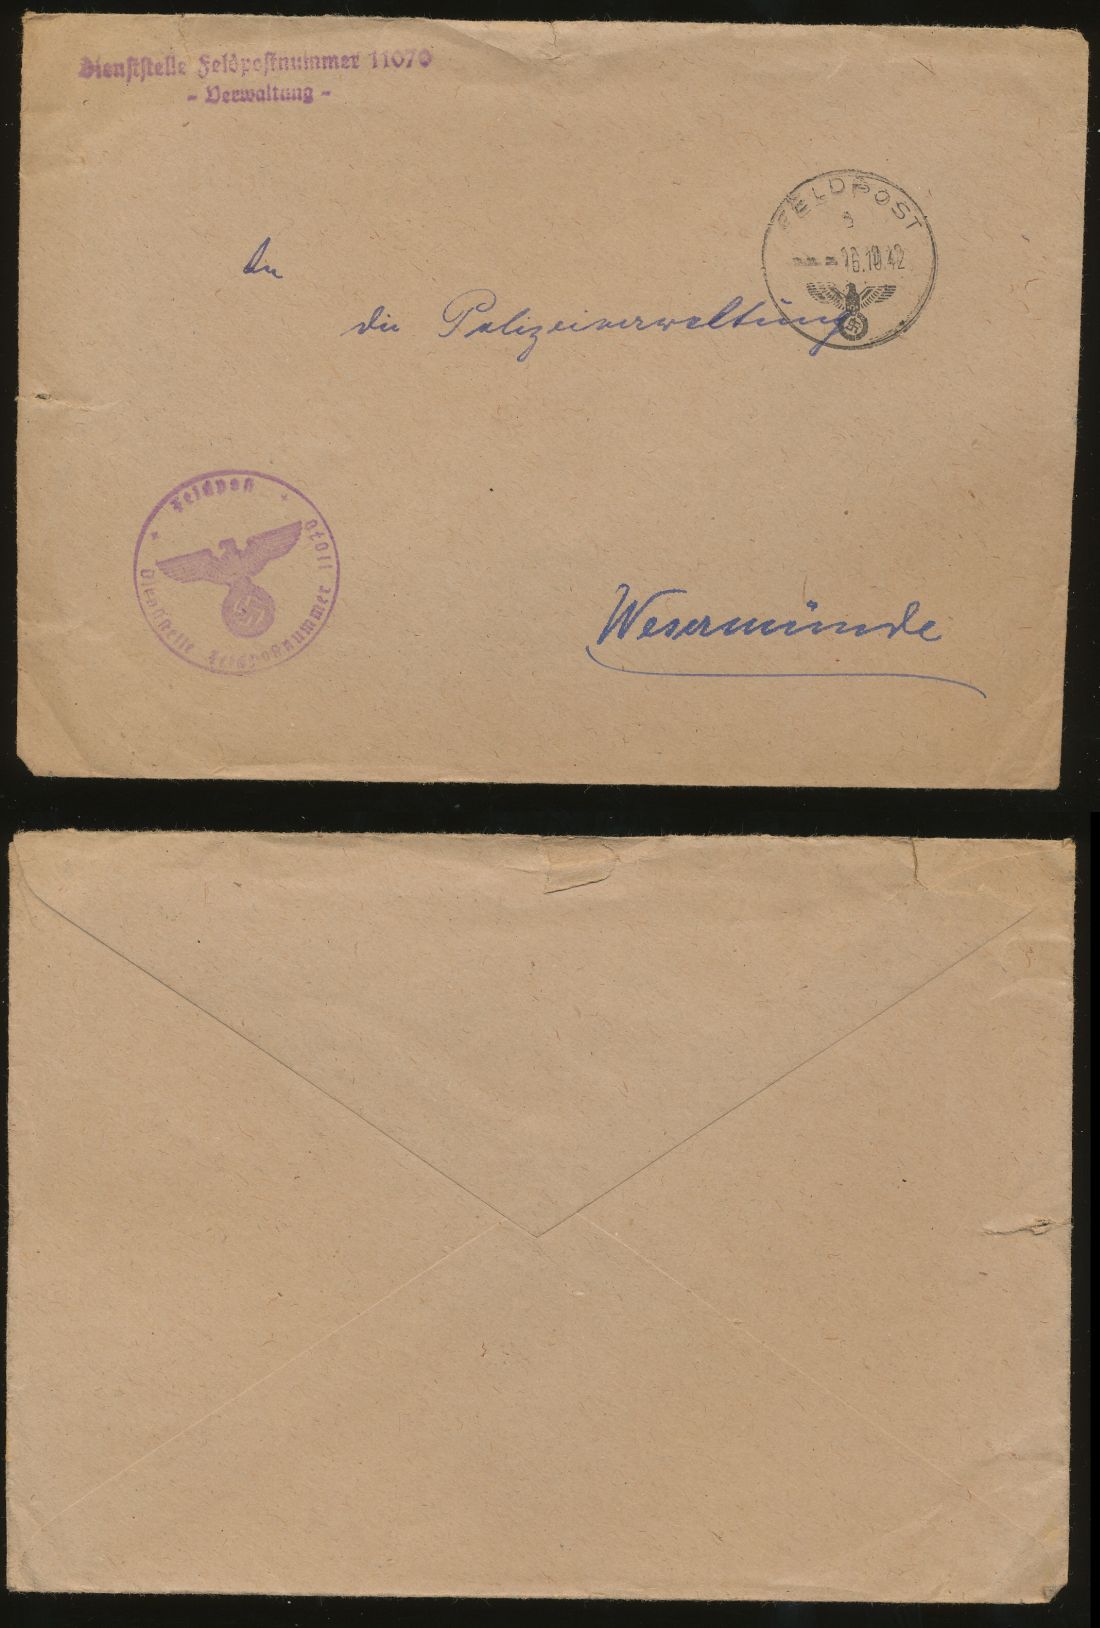 Dienststelle Feldpostnummer 11070
- Verwaltung -
FELDPOST
a
--- 16.10.42
An
die Polizeiverwaltung
Feldpost
Dienststelle Feldpostnummer 11070
Wesermünde